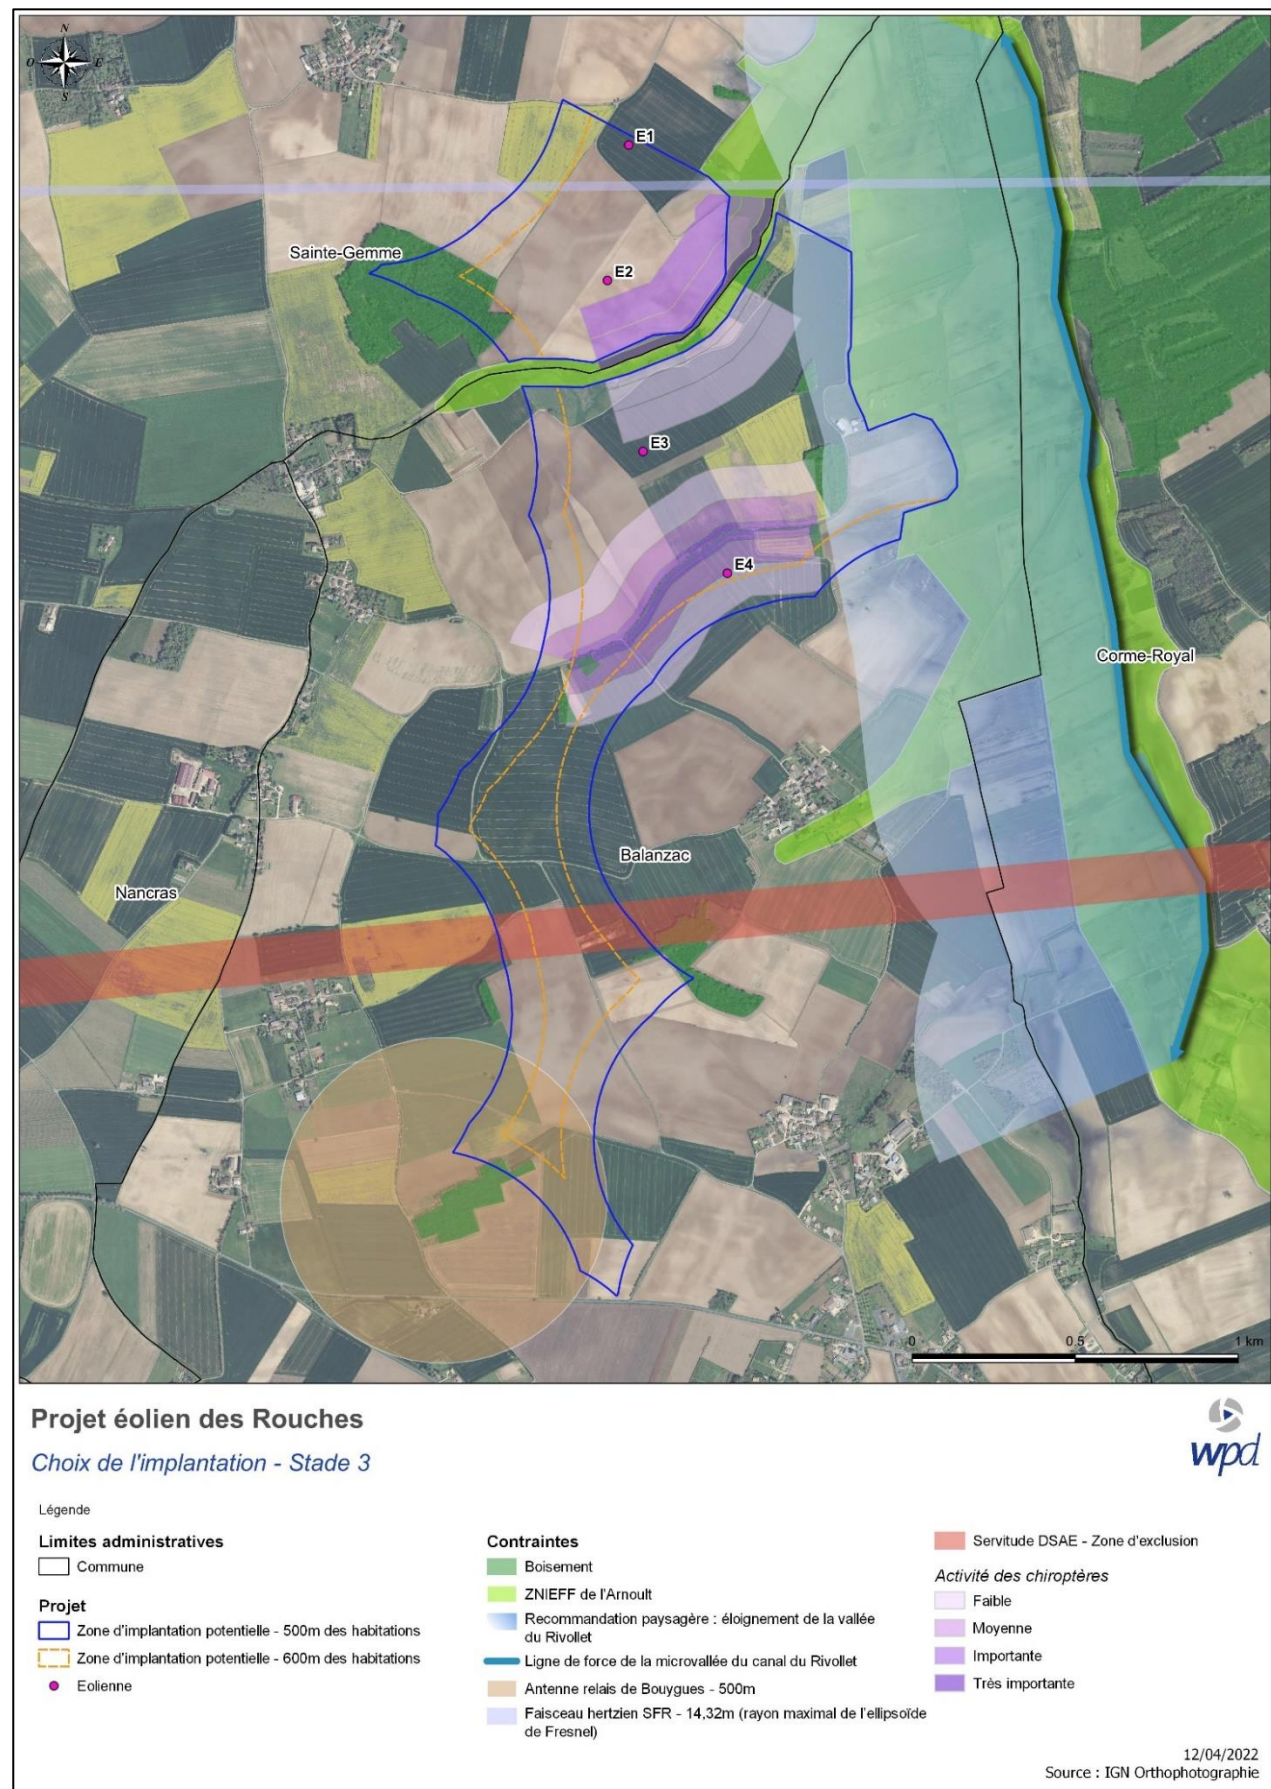 N
O
E
S
E1
Sainte-Gemme
E2
E3
E4
Corme-Royal
Balanzac
Nancras
0
0.5
1 km
Projet éolien des Rouches
Choix de l'implantation - Stade 3
wpd
Légende
Limites administratives
Commune
Projet
Zone d'implantation potentielle - 500m des habitations
Zone d'implantation potentielle - 600m des habitations
Eolienne
Contraintes
Boisement
ZNIEFF de l'Arnoult
Recommandation paysagère : éloignement de la vallée
du Rivollet
Ligne de force de la microvallée du canal du Rivollet
Antenne relais de Bouygues - 500m
Faisceau hertzien SFR - 14,32m (rayon maximal de l'ellipsoïde
de Fresnel)
Servitude DSAE - Zone d'exclusion
Activité des chiroptères
Faible
Moyenne
Importante
Très importante
12/04/2022
Source : IGN Orthophotographie